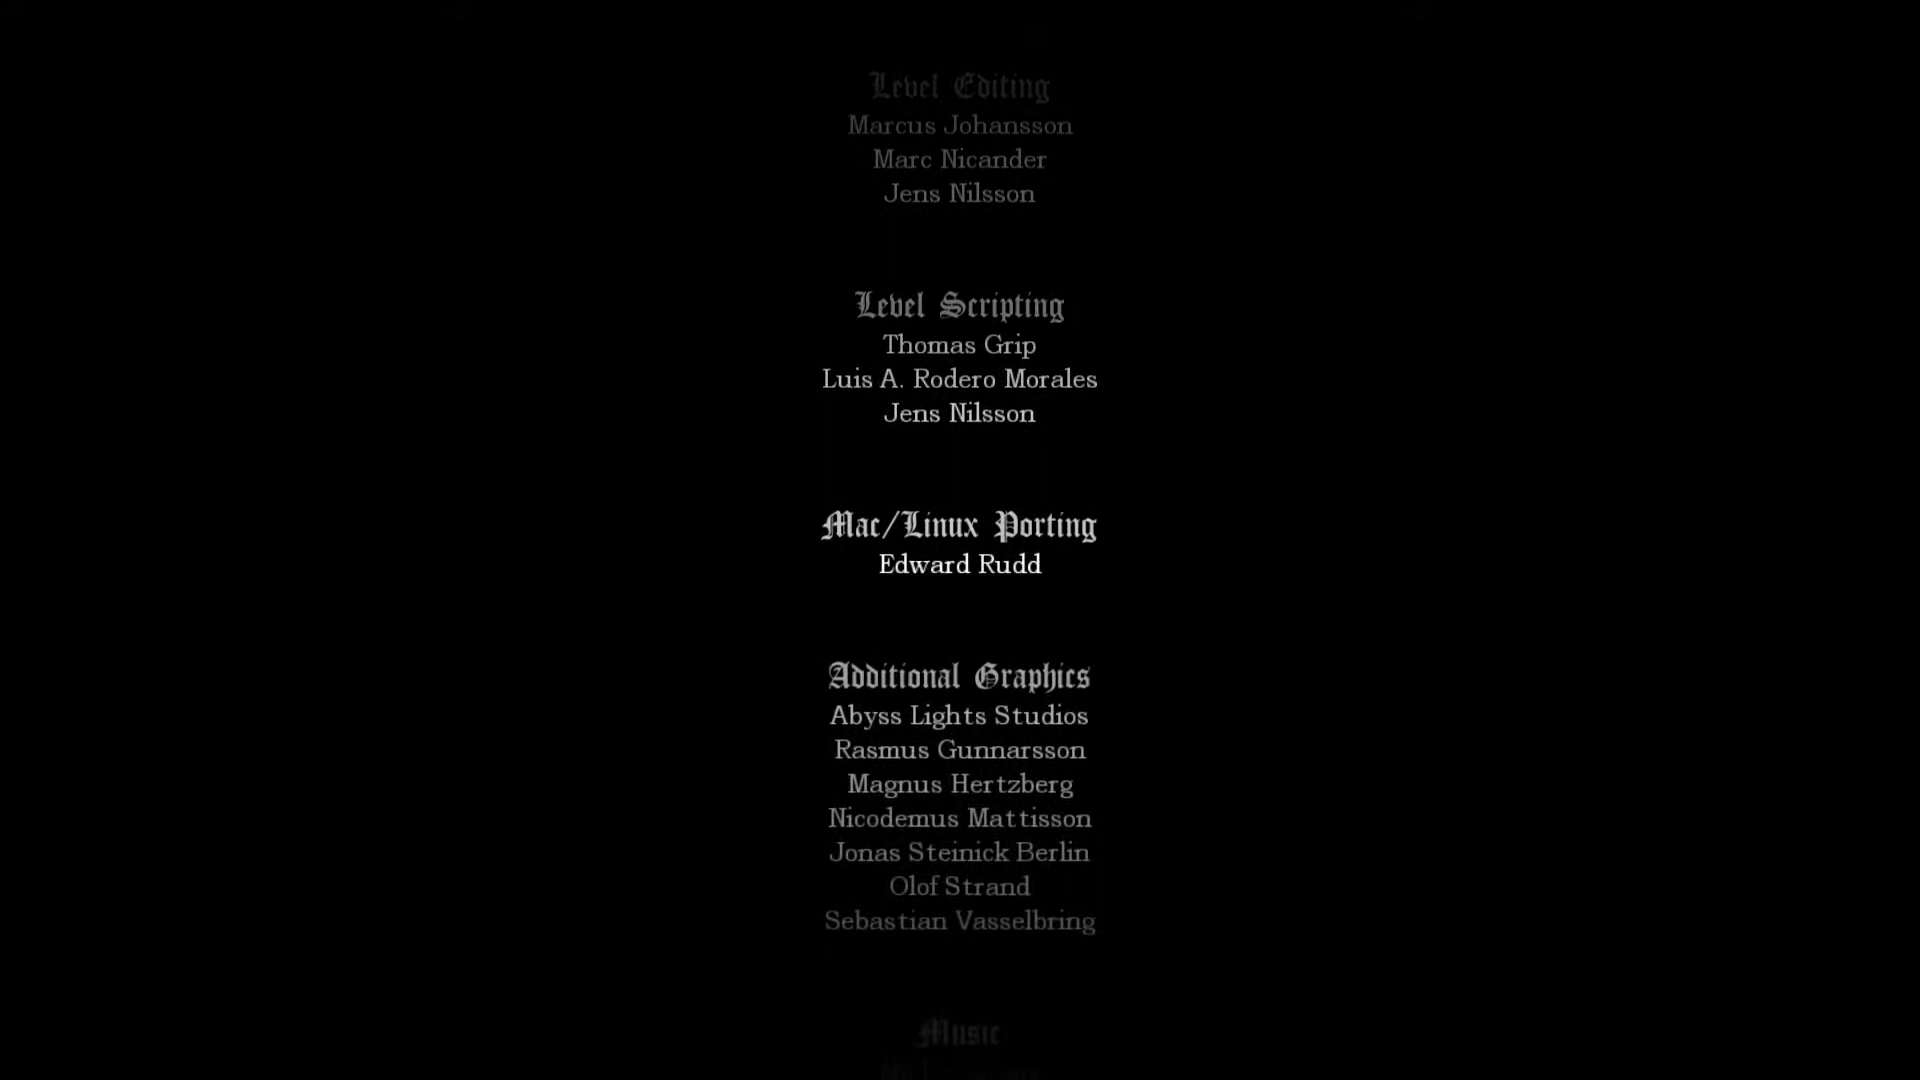 Level Editing
Marcus Johansson
Marc Nicander
Jens Nilsson
Level Scripting
Thomas Grip
Luis A. Rodero Morales
Jens Nilsson
Mac/Linux Porting
Edward Rudd
Additional Graphics
Abyss Lights Studios
Rasmus Gunnarsson
Magnus Hertzberg
Nicodemus Mattisson
Jonas Steinick Berlin
Olof Strand
Sebastian Vasselbring
Music